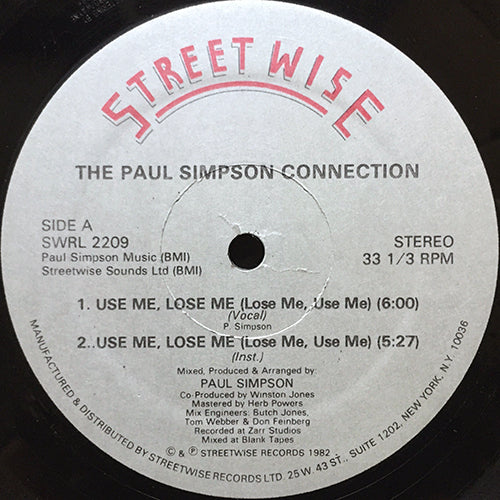 STREETWISE
THE PAUL SIMPSON CONNECTION
SIDE A
SWRL 2209
Paul Simpson Music (BMI)
Streetwise Sounds Ltd (BMI)
STEREO
33 1/3 RPM
1. USE ME, LOSE ME (Lose Me, Use Me) (6:00)
(Vocal)
P. Simpson
2..USE ME, LOSE ME (Lose Me, Use Me) (5:27)
(Inst.)
Mixed, Produced & Arranged by:
PAUL SIMPSON
Co-Produced by Winston Jones
Mastered by Herb Powers
Mix Engineers: Butch Jones,
Tom Webber & Don Feinberg
Recorded at Zarr Studios
Mixed at Blank Tapes
© & ℗ STREETWISE RECORDS 1982
MANUFACTURED & DISTRIBUTED BY STREETWISE RECORDS LTD. 25 W. 43 ST., SUITE 1202, NEW YORK, N.Y. 10036